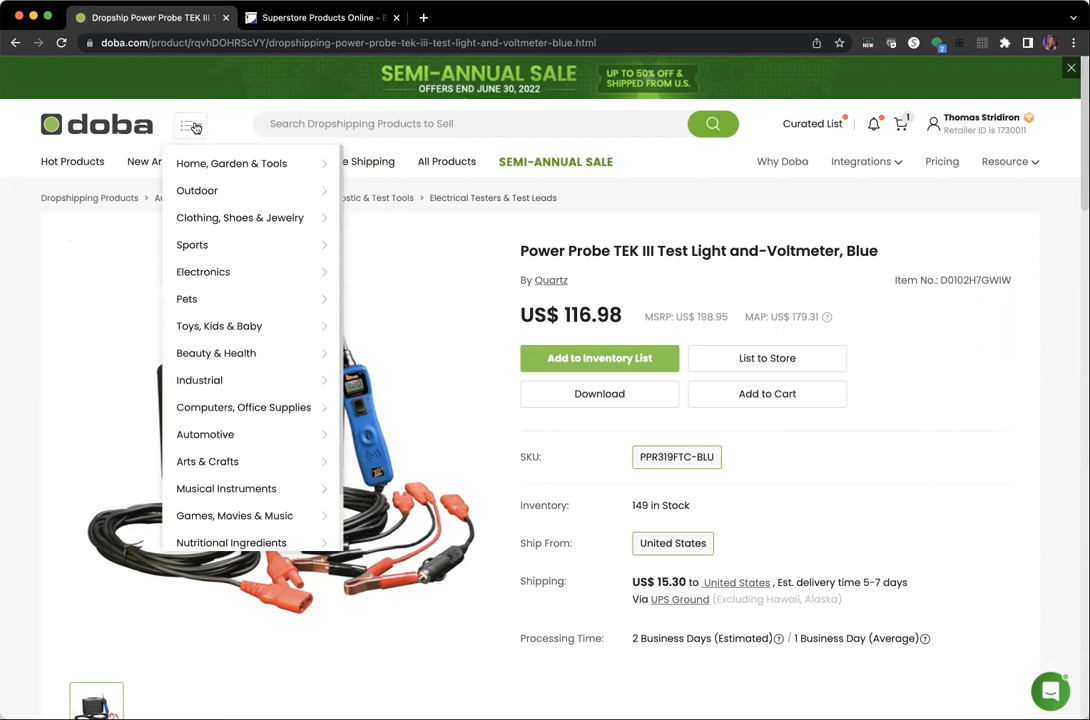 Dropship Power Probe TEK III T
Superstore Products Online - E
doba.com/product/rqvhDOHRScVY/dropshipping-power-probe-tek-iii-test-light-and-voltmeter-blue.html
NEW
2
SEMI-ANNUAL SALE
OFFERS END JUNE 30, 2022
UP TO 50% OFF &
SHIPPED FROM U.S.
doba
Search Dropshipping Products to Sell
Curated List
1
Thomas Stridiron
Retailer ID is 1730011
Hot Products
New Ar
e Shipping
All Products
SEMI-ANNUAL SALE
Why Doba
Integrations
Pricing
Resource
Dropshipping Products > Au
ostic & Test Tools > Electrical Testers & Test Leads
Home, Garden & Tools
Outdoor
Clothing, Shoes & Jewelry
Sports
Electronics
Pets
Toys, Kids & Baby
Beauty & Health
Industrial
Computers, Office Supplies
Automotive
Arts & Crafts
Musical Instruments
Games, Movies & Music
Nutritional Ingredients
Power Probe TEK III Test Light and-Voltmeter, Blue
By Quartz
Item No.: D0102H7GWIW
US$ 116.98 MSRP: US$ 198.95 MAP: US$ 179.31
Add to Inventory List
List to Store
Download
Add to Cart
SKU:
PPR319FTC-BLU
Inventory:
149 in Stock
Ship From:
United States
Shipping:
US$ 15.30 to United States , Est. delivery time 5-7 days
Via UPS Ground (Excluding Hawaii, Alaska)
Processing Time:
2 Business Days (Estimated) / 1 Business Day (Average)